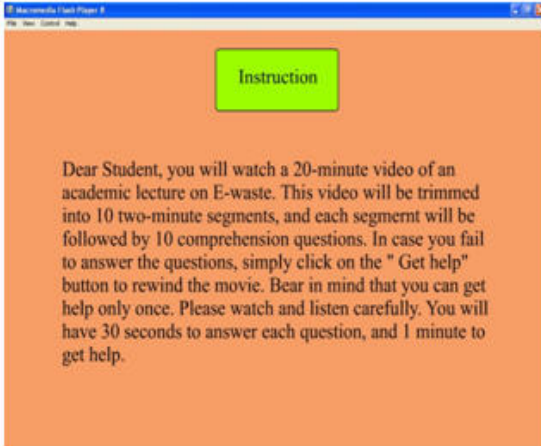 Macromedia Flash Player 8
File View Control Help
Instruction
Dear Student, you will watch a 20-minute video of an
academic lecture on E-waste. This video will be trimmed
into 10 two-minute segments, and each segmernt will be
followed by 10 comprehension questions. In case you fail
to answer the questions, simply click on the " Get help"
button to rewind the movie. Bear in mind that you can get
help only once. Please watch and listen carefully. You will
have 30 seconds to answer each question, and 1 minute to
get help.